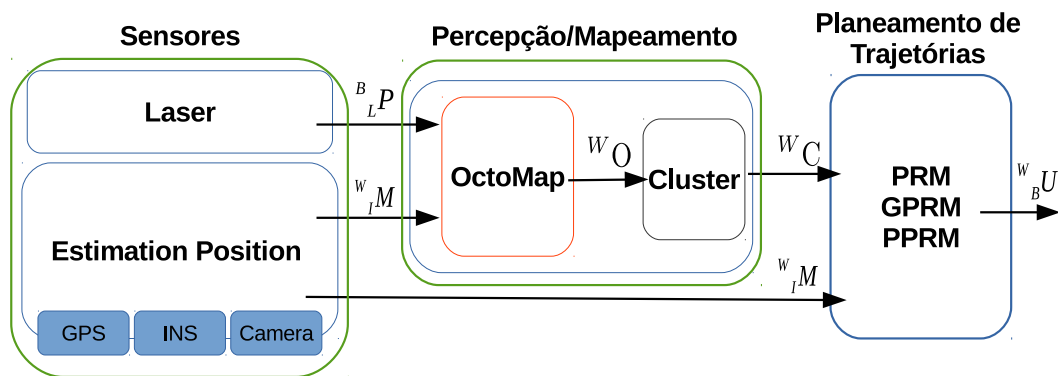 Sensores
Laser
Estimation Position
GPS
INS
Camera
B L P
W I M
Percepção/Mapeamento
OctoMap
W O
Cluster
W C
W I M
Planeamento de
Trajetórias
PRM
GPRM
PPRM
W B U